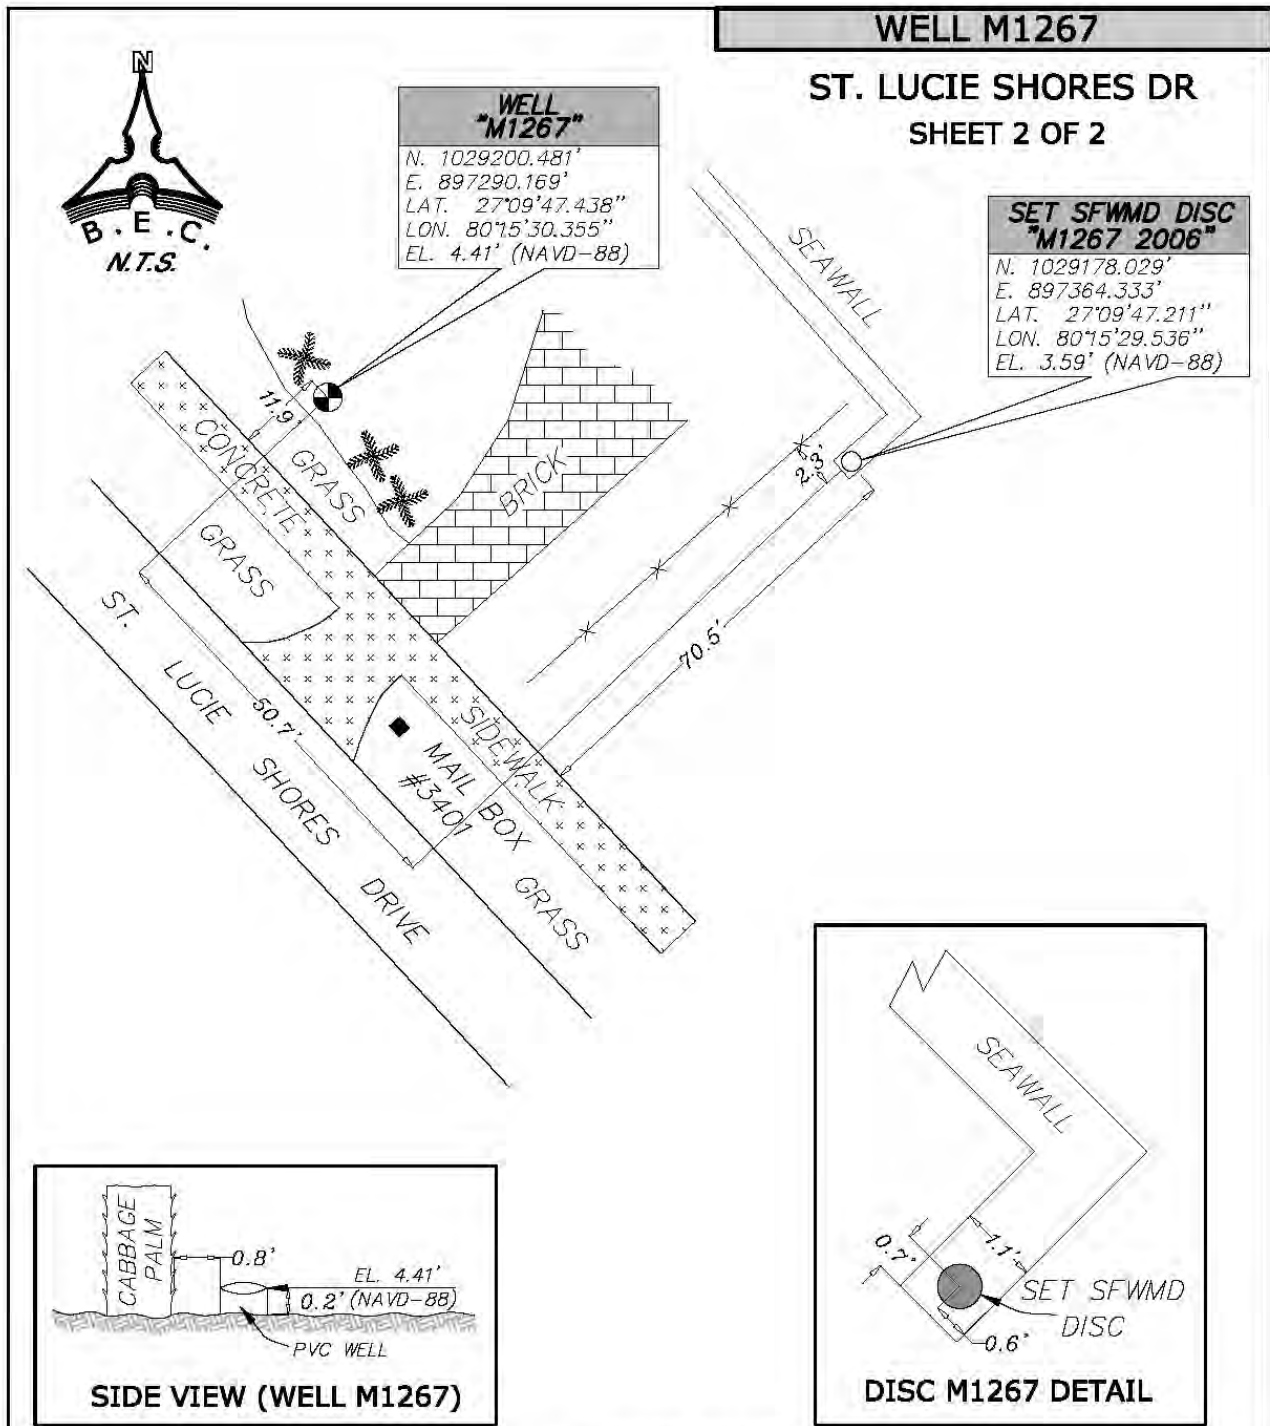 WELL M1267
ST. LUCIE SHORES DR
SHEET 2 OF 2
N
B.E.C.
N.T.S.
WELL
"M1267"
N. 1029200.481'
E. 897290.169'
LAT. 27°09'47.438"
LON. 80°15'30.355"
EL. 4.41' (NAVD-88)
SET SFWMD DISC
"M1267 2006"
N. 1029178.029'
E. 897364.333'
LAT. 27°09'47.211"
LON. 80°15'29.536"
EL. 3.59' (NAVD-88)
SEAWALL
11.9'
CONCRETE
GRASS
BRICK
2.3'
GRASS
70.5'
ST. LUCIE SHORES DRIVE
50.7'
SIDEWALK
MAIL BOX
#3401
GRASS
CABBAGE
PALM
0.8'
EL. 4.41'
0.2' (NAVD-88)
PVC WELL
SIDE VIEW (WELL M1267)
SEAWALL
0.7'
1.1'
SET SFWMD
DISC
0.6'
DISC M1267 DETAIL